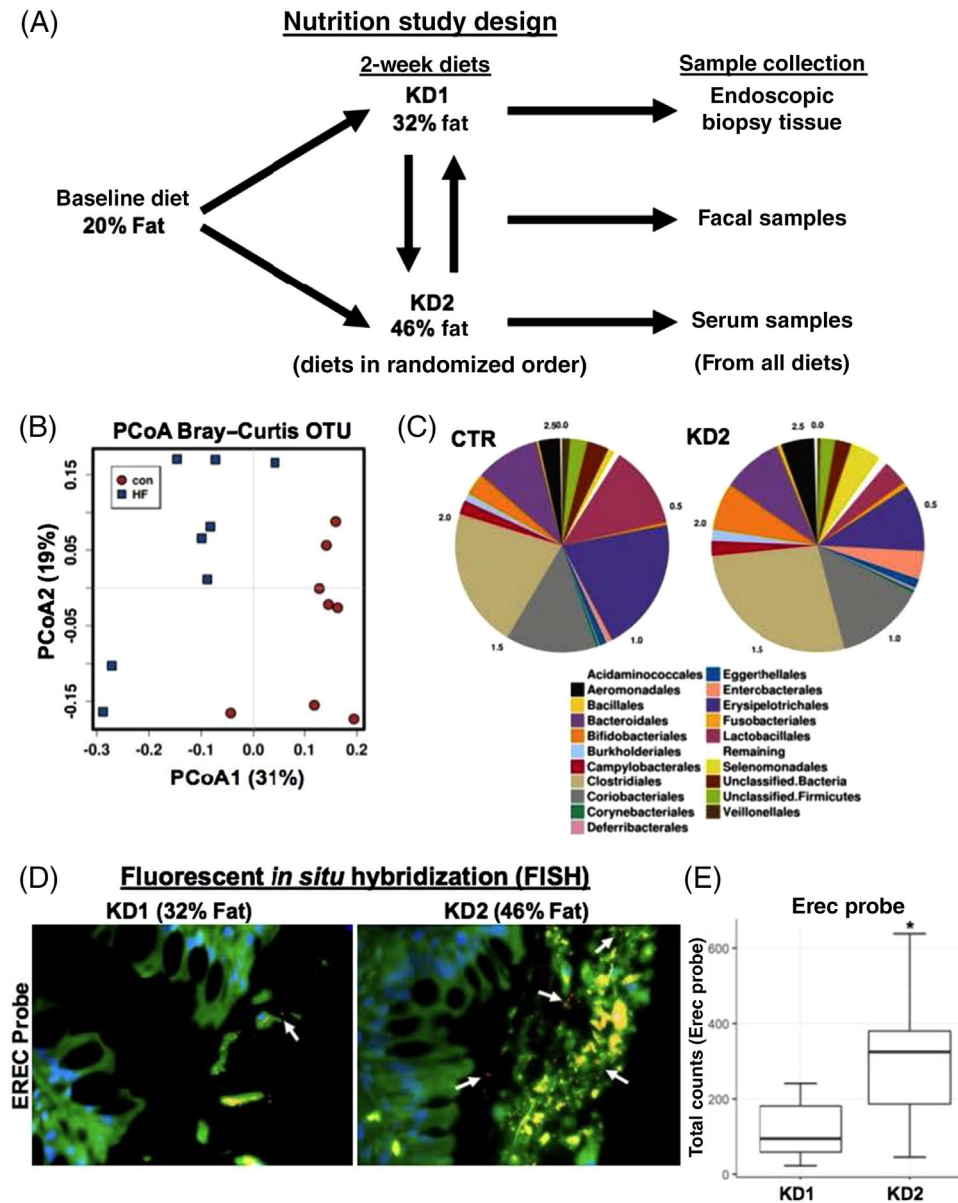 (A)
Nutrition study design
2-week diets
Sample collection
KD1
32% fat
Endoscopic
biopsy tissue
Baseline diet
20% Fat
Facal samples
KD2
46% fat
Serum samples
(diets in randomized order)
(From all diets)
(B)
PCoA Bray–Curtis OTU
con
HF
PCoA2 (19%)
0.15
0.05
-0.05
-0.15
-0.3
-0.2
-0.1
0.0
0.1
0.2
PCoA1 (31%)
(C)
CTR
2.5
0.0
0.5
1.0
1.5
2.0
KD2
2.5
0.0
0.5
1.0
1.5
2.0
Acidaminococcales
Aeromonadales
Bacillales
Bacteroidales
Bifidobacteriales
Burkholderiales
Campylobacterales
Clostridiales
Coriobacteriales
Corynebacteriales
Deferribacterales
Eggerthellales
Enterobacterales
Erysipelotrichales
Fusobacteriales
Lactobacillales
Remaining
Selenomonadales
Unclassified.Bacteria
Unclassified.Firmicutes
Veillonellales
(D)
Fluorescent in situ hybridization (FISH)
KD1 (32% Fat)
KD2 (46% Fat)
EREC Probe
(E)
Erec probe
Total counts (Erec probe)
600
400
200
0
*
KD1
KD2